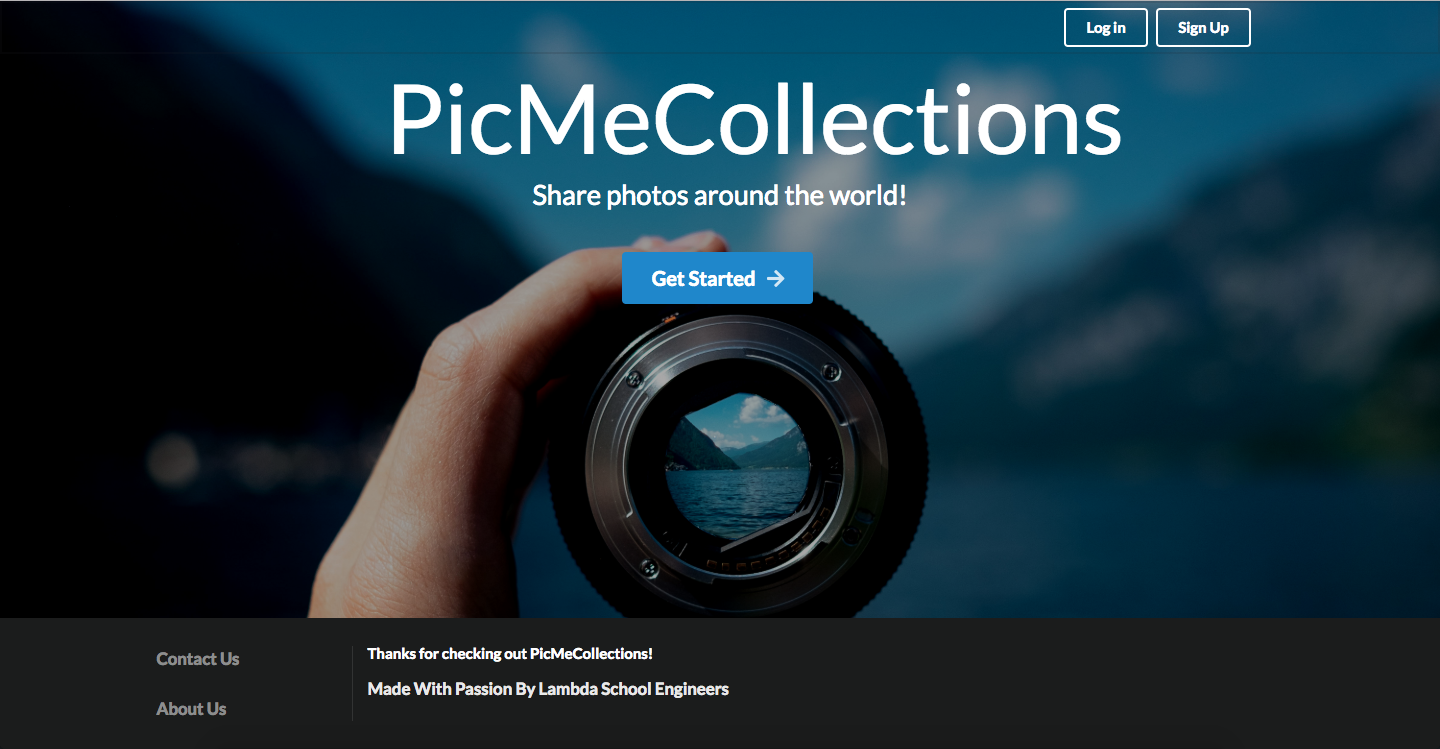 Log in
Sign Up
PicMeCollections
Share photos around the world!
Get Started
Contact Us
About Us
Thanks for checking out PicMeCollections!
Made With Passion By Lambda School Engineers